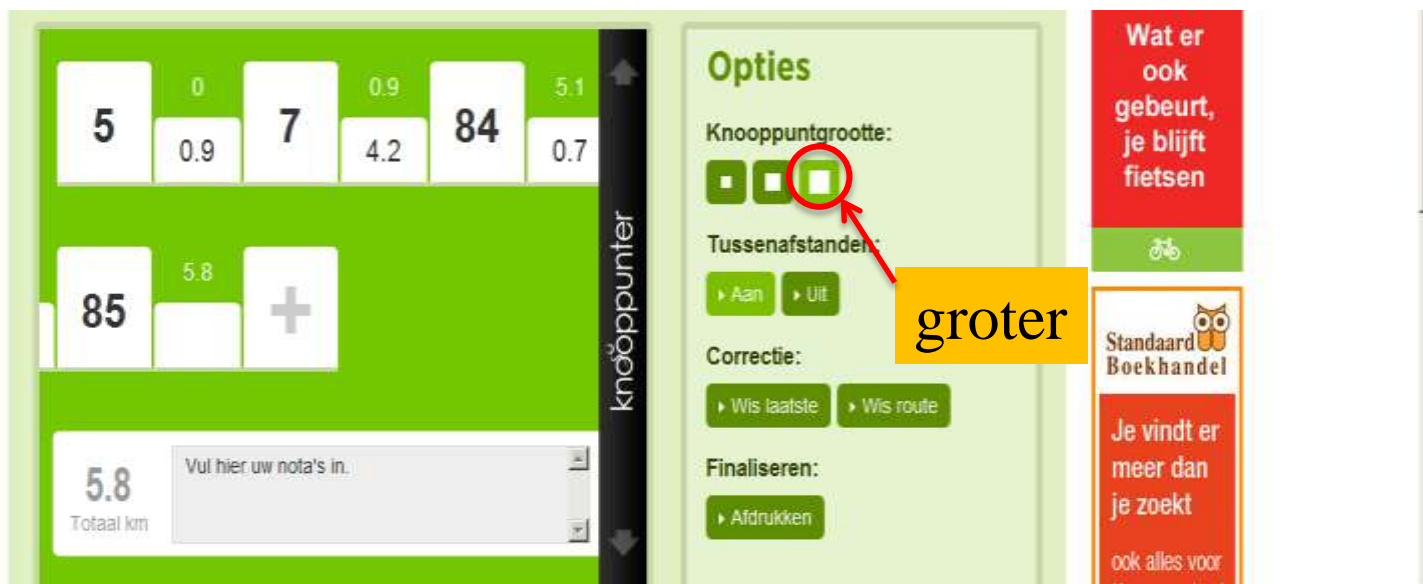 0 0.9 5.1
5 7 84
0.9 4.2 0.7
5.8
85 +
5.8
Totaal km
Vul hier uw nota's in.
knooppunter
Opties
Knooppuntgrootte:
Tussenafstanden:
Aan Uit
groter
Correctie:
Wis laatste Wis route
Finaliseren:
Afdrukken
Wat er
ook
gebeurt,
je blijft
fietsen
Standaard
Boekhandel
Je vindt er
meer dan
je zoekt
ook alles voor